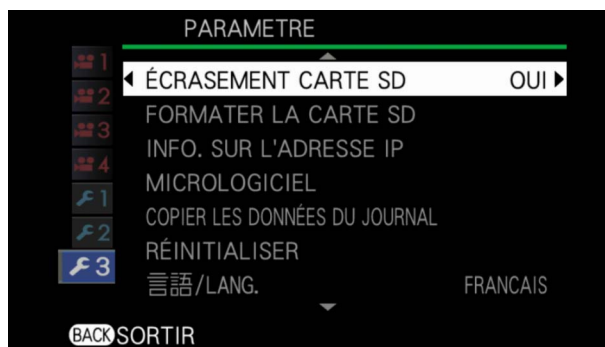 PARAMETRE
1
2
3
4
1
2
3
ÉCRASEMENT CARTE SD OUI
FORMATER LA CARTE SD
INFO. SUR L'ADRESSE IP
MICROLOGICIEL
COPIER LES DONNÉES DU JOURNAL
RÉINITIALISER
言語/LANG. FRANCAIS
BACK SORTIR